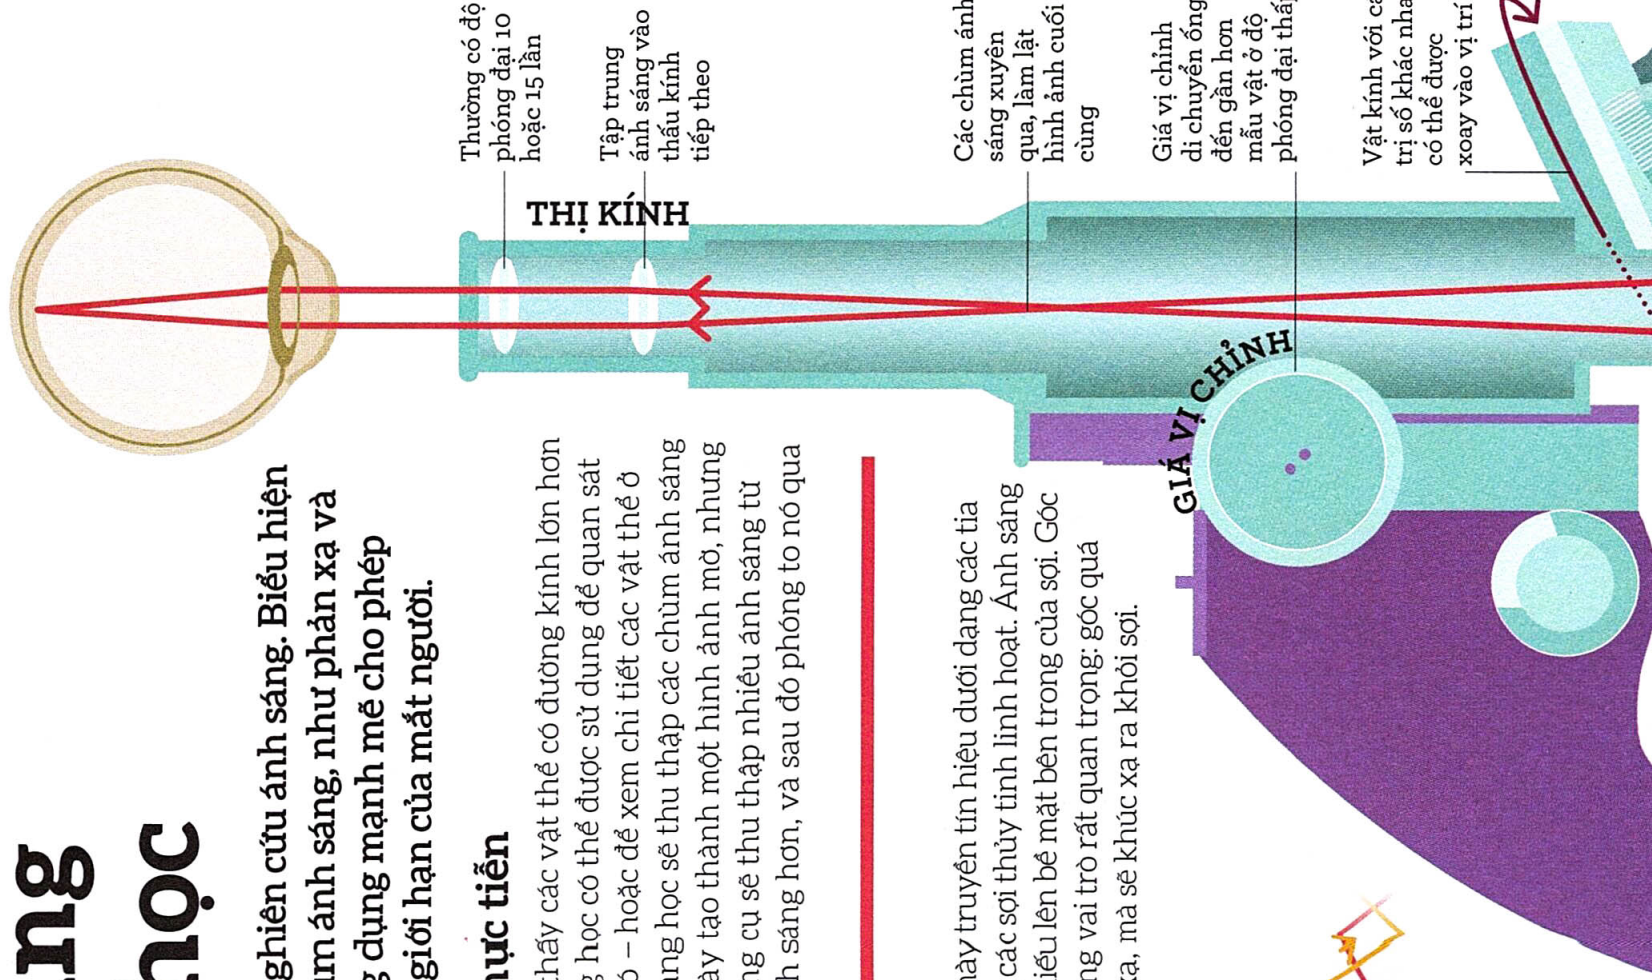 ng
học
ghiên cứu ánh sáng. Biểu hiện
ùm ánh sáng, như phản xạ và
g dụng mạnh mẽ cho phép
giới hạn của mắt người.
hực tiễn
thấy các vật thể có đường kính lớn hơn
g học có thể được sử dụng để quan sát
ó – hoặc để xem chi tiết các vật thể ở
ang học sẽ thu thập các chùm ánh sáng
ày tạo thành một hình ảnh mờ, nhưng
ng cụ sẽ thu thập nhiều ánh sáng từ
h sáng hơn, và sau đó phóng to nó qua
này truyền tín hiệu dưới dạng các tia
các sợi thủy tinh linh hoạt. Ánh sáng
iếu lên bề mặt bên trong của sợi. Góc
ng vai trò rất quan trọng: góc quá
xa, mà sẽ khúc xạ ra khỏi sợi.
Thường có độ
phóng đại 10
hoặc 15 lần
Tập trung
ánh sáng vào
thấu kính
tiếp theo
THỊ KÍNH
Các chùm ánh
sáng xuyên
qua, làm lật
hình ảnh cuối
cùng
Giá vị chỉnh
di chuyển ống
đến gần hơn
mẫu vật ở độ
phóng đại thấp
GIÁ VỊ CHỈNH
Vật kính với cá
trị số khác nha
có thể được
xoay vào vị trí